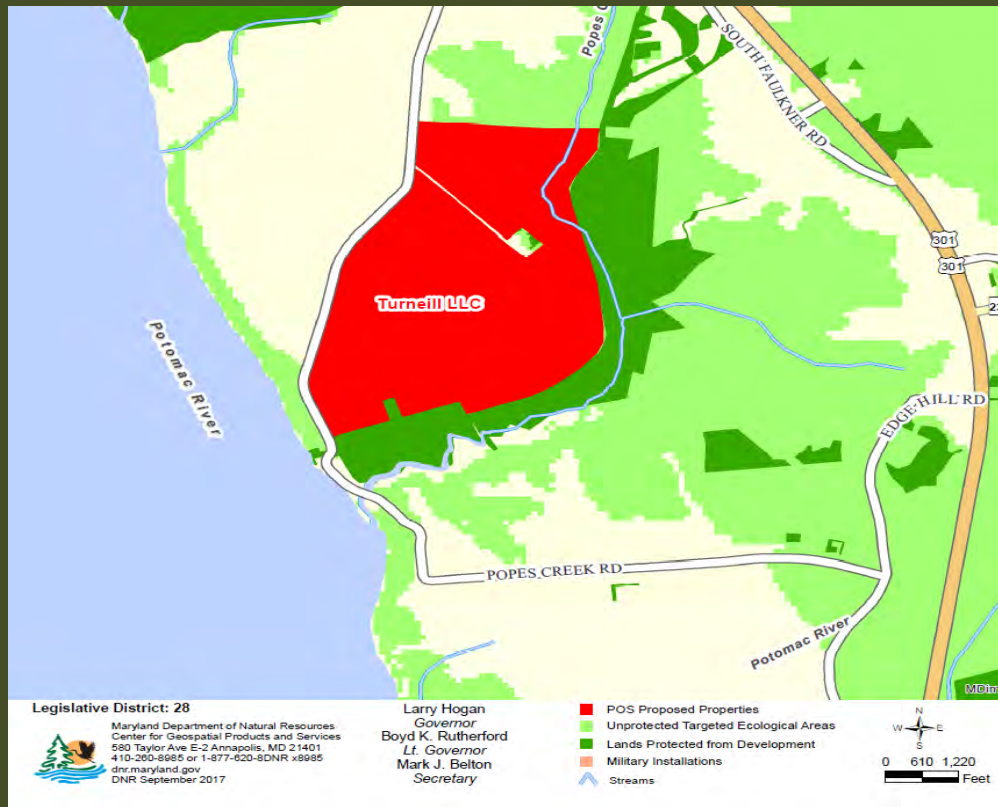 Popes
SOUTH FAULKNER RD
301
301
Turneill LLC
Potomac River
EDGE HILL RD
POPES CREEK RD
Potomac River
Legislative District: 28
Maryland Department of Natural Resources
Center for Geospatial Products and Services
580 Taylor Ave E-2 Annapolis, MD 21401
410-260-8985 or 1-877-620-8DNR x8985
dnr.maryland.gov
DNR September 2017
Larry Hogan
Governor
Boyd K. Rutherford
Lt. Governor
Mark J. Belton
Secretary
POS Proposed Properties
Unprotected Targeted Ecological Areas
Lands Protected from Development
Military Installations
Streams
N
W E
S
0 610 1,220
Feet